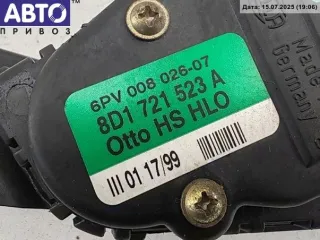 АВТО
ПРИВОЗ
Дата: 15.07.2025 (19:06)
Made
Germany
6PV 008 026-07
8D1 721 523 A
Otto HS HLO
III 01 17/99